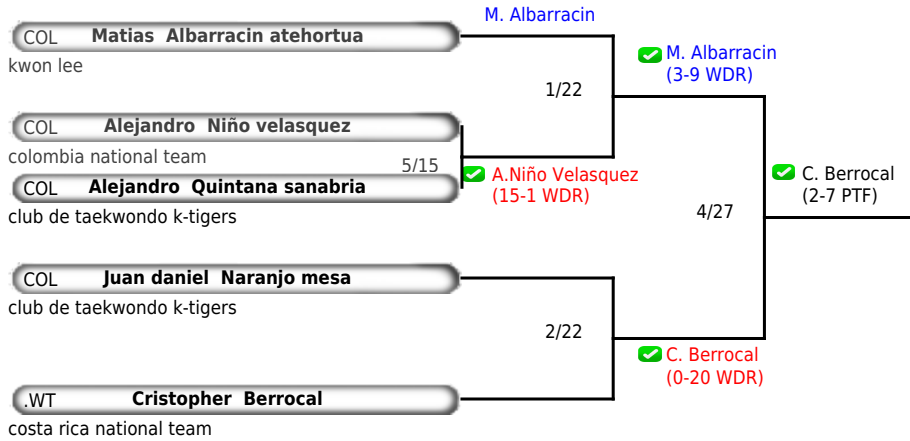 M. Albarracin
COL Matias Albarracin atehortua
kwon lee
M. Albarracin
(3-9 WDR)
1/22
COL Alejandro Niño velasquez
colombia national team
5/15
A.Niño Velasquez
(15-1 WDR)
COL Alejandro Quintana sanabria
club de taekwondo k-tigers
C. Berrocal
(2-7 PTF)
4/27
COL Juan daniel Naranjo mesa
club de taekwondo k-tigers
2/22
C. Berrocal
(0-20 WDR)
.WT Cristopher Berrocal
costa rica national team